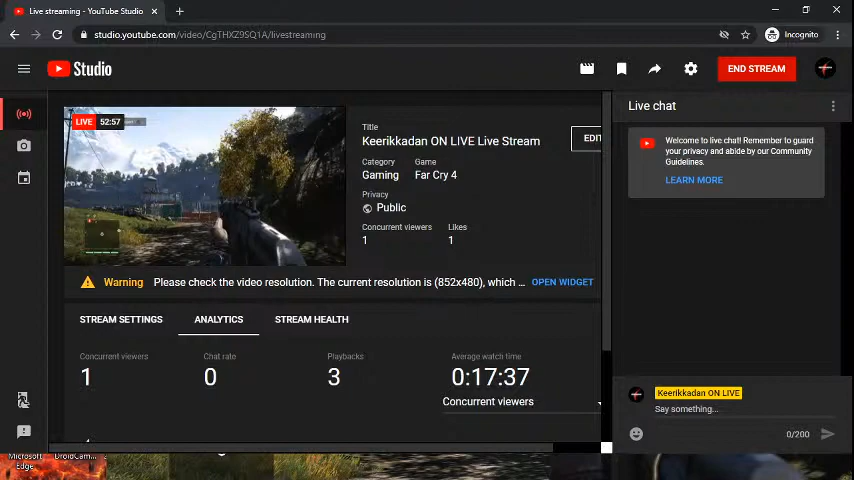 Live streaming - YouTube Studio
studio.youtube.com/video/CgTHXZ9SQ1A/livestreaming
Incognito
Studio
END STREAM
LIVE 52:57
Title
Keerikkadan ON LIVE Live Stream
EDIT
Category
Game
Gaming
Far Cry 4
Privacy
Public
Concurrent viewers
Likes
1
1
Warning
Please check the video resolution. The current resolution is (852x480), which ...
OPEN WIDGET
STREAM SETTINGS
ANALYTICS
STREAM HEALTH
Concurrent viewers
Chat rate
Playbacks
Average watch time
1
0
3
0:17:37
Concurrent viewers
Live chat
Welcome to live chat! Remember to guard
your privacy and abide by our Community
Guidelines.
LEARN MORE
Keerikkadan ON LIVE
Say something...
0/200
Microsoft
Edge
DroidCam...